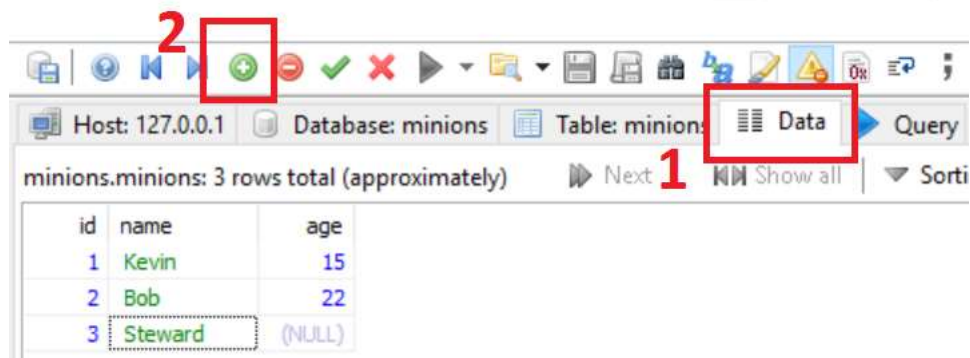 2
Host: 127.0.0.1 Database: minions Table: minions Data Query
minions.minions: 3 rows total (approximately) Next 1 Show all Sorti
id name age
1 Kevin 15
2 Bob 22
3 Steward (NULL)